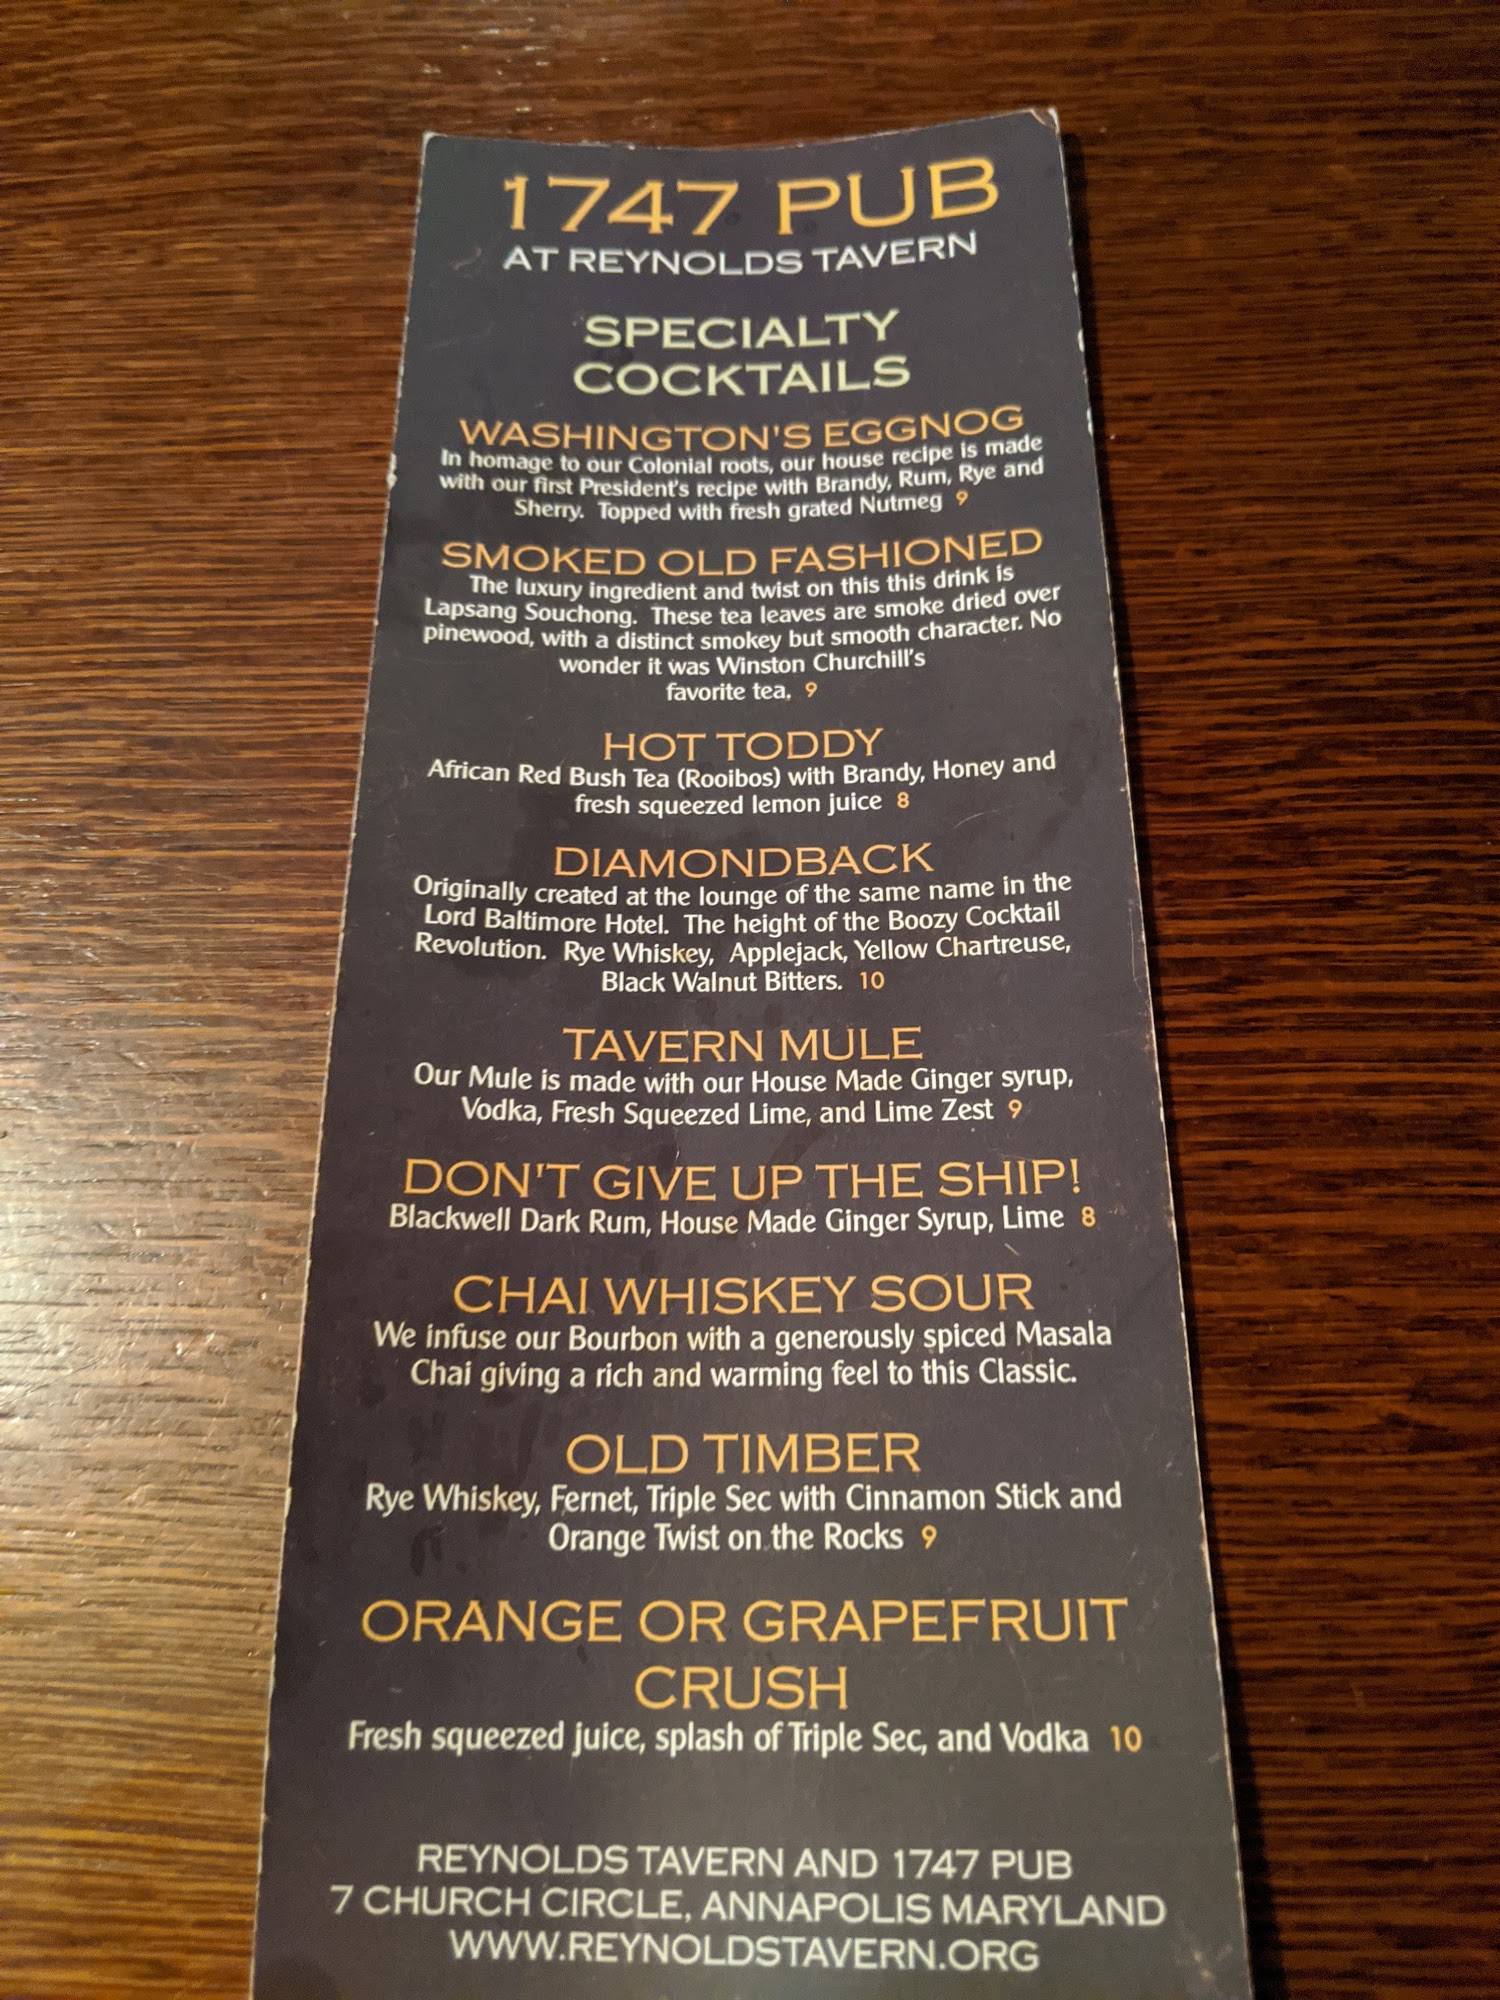 1747 PUB
AT REYNOLDS TAVERN
SPECIALTY
COCKTAILS
WASHINGTON'S EGGNOG
In homage to our Colonial roots, our house recipe is made
with our first President's recipe with Brandy, Rum, Rye and
Sherry. Topped with fresh grated Nutmeg 9
SMOKED OLD FASHIONED
The luxury ingredient and twist on this this drink is
Lapsang Souchong. These tea leaves are smoke dried over
pinewood, with a distinct smokey but smooth character. No
wonder it was Winston Churchill's
favorite tea. 9
HOT TODDY
African Red Bush Tea (Rooibos) with Brandy, Honey and
fresh squeezed lemon juice 8
DIAMONDBACK
Originally created at the lounge of the same name in the
Lord Baltimore Hotel. The height of the Boozy Cocktail
Revolution. Rye Whiskey, Applejack, Yellow Chartreuse,
Black Walnut Bitters. 10
TAVERN MULE
Our Mule is made with our House Made Ginger syrup,
Vodka, Fresh Squeezed Lime, and Lime Zest 9
DON'T GIVE UP THE SHIP!
Blackwell Dark Rum, House Made Ginger Syrup, Lime 8
CHAI WHISKEY SOUR
We infuse our Bourbon with a generously spiced Masala
Chai giving a rich and warming feel to this Classic.
OLD TIMBER
Rye Whiskey, Fernet, Triple Sec with Cinnamon Stick and
Orange Twist on the Rocks 9
ORANGE OR GRAPEFRUIT
CRUSH
Fresh squeezed juice, splash of Triple Sec, and Vodka 10
REYNOLDS TAVERN AND 1747 PUB
7 CHURCH CIRCLE, ANNAPOLIS MARYLAND
WWW.REYNOLDSTAVERN.ORG